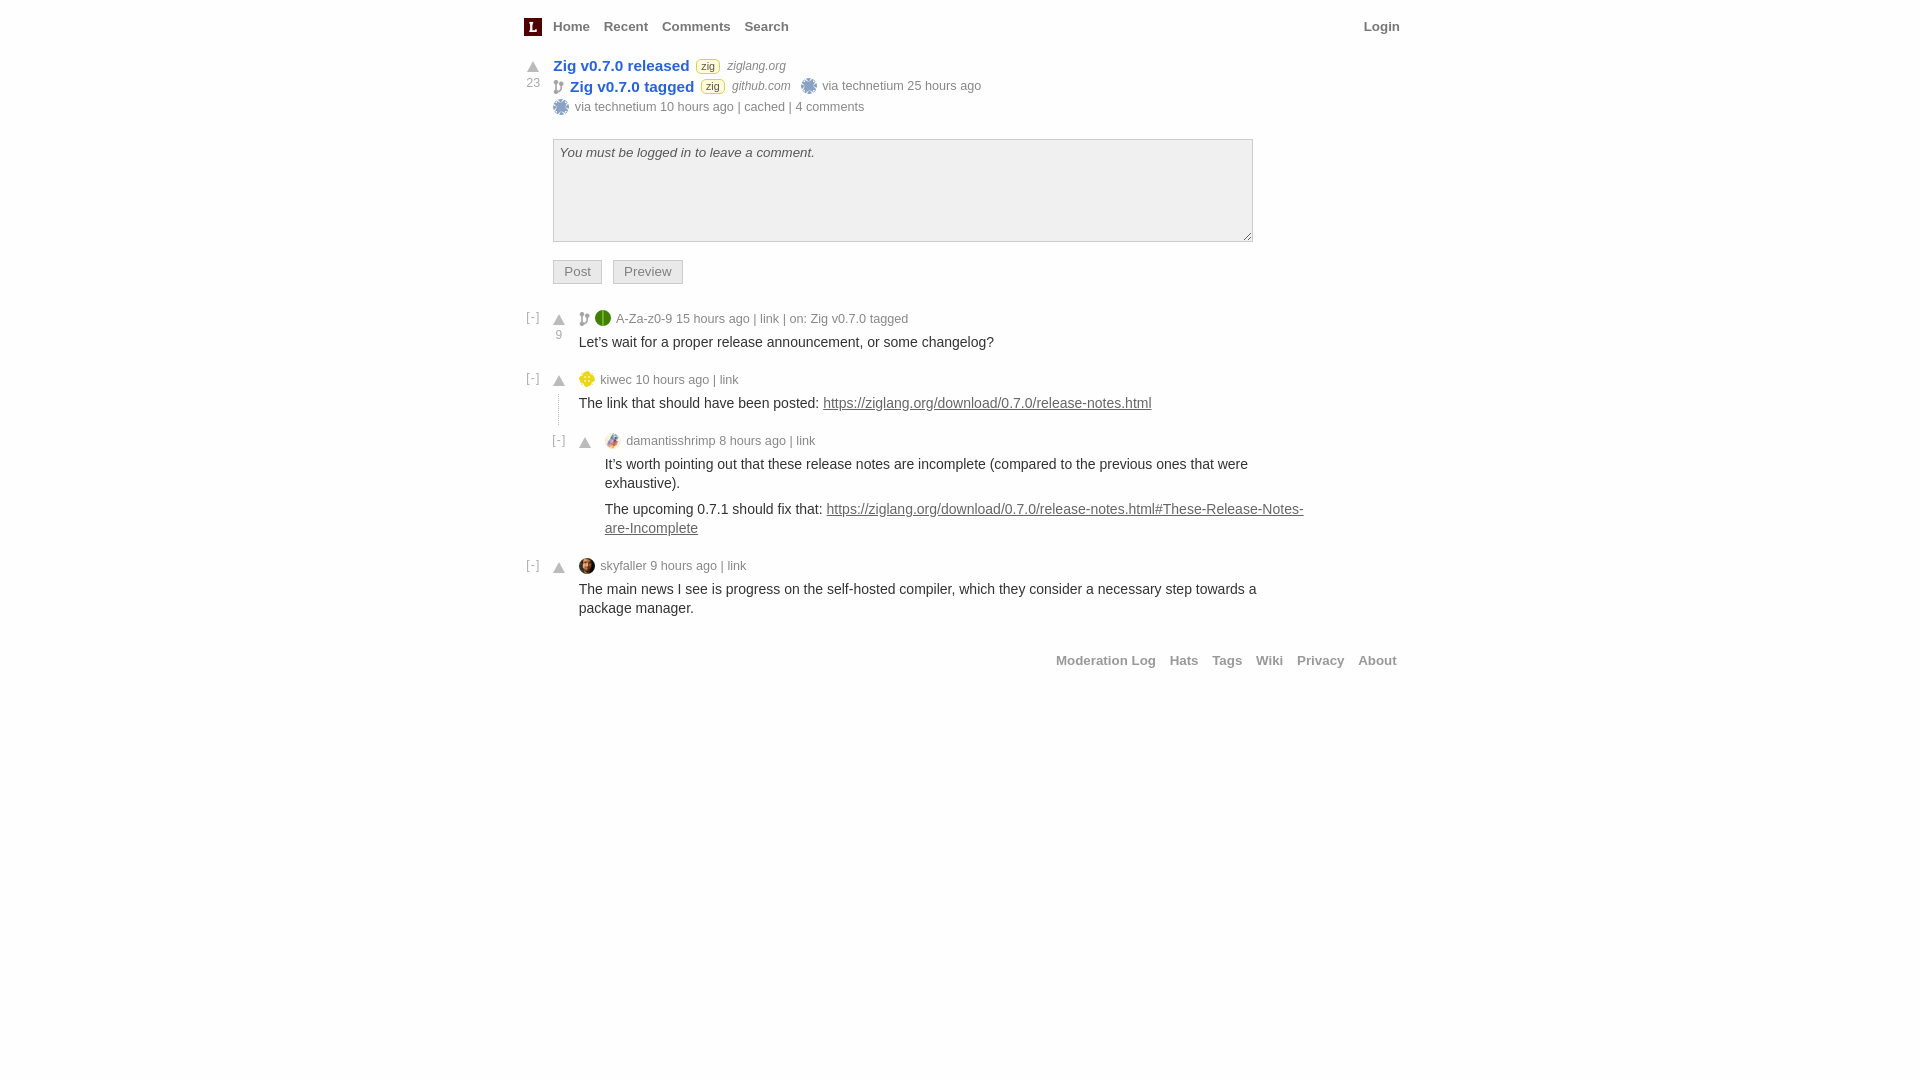 L Home Recent Comments Search Login
Zig v0.7.0 released zig ziglang.org
23
Zig v0.7.0 tagged zig github.com via technetium 25 hours ago
via technetium 10 hours ago | cached | 4 comments
You must be logged in to leave a comment.
Post Preview
[-] A-Za-z0-9 15 hours ago | link | on: Zig v0.7.0 tagged
9
Let’s wait for a proper release announcement, or some changelog?
[-] kiwec 10 hours ago | link
The link that should have been posted: https://ziglang.org/download/0.7.0/release-notes.html
[-] damantisshrimp 8 hours ago | link
It’s worth pointing out that these release notes are incomplete (compared to the previous ones that were
exhaustive).
The upcoming 0.7.1 should fix that: https://ziglang.org/download/0.7.0/release-notes.html#These-Release-Notes-
are-Incomplete
[-] skyfaller 9 hours ago | link
The main news I see is progress on the self-hosted compiler, which they consider a necessary step towards a
package manager.
Moderation Log Hats Tags Wiki Privacy About